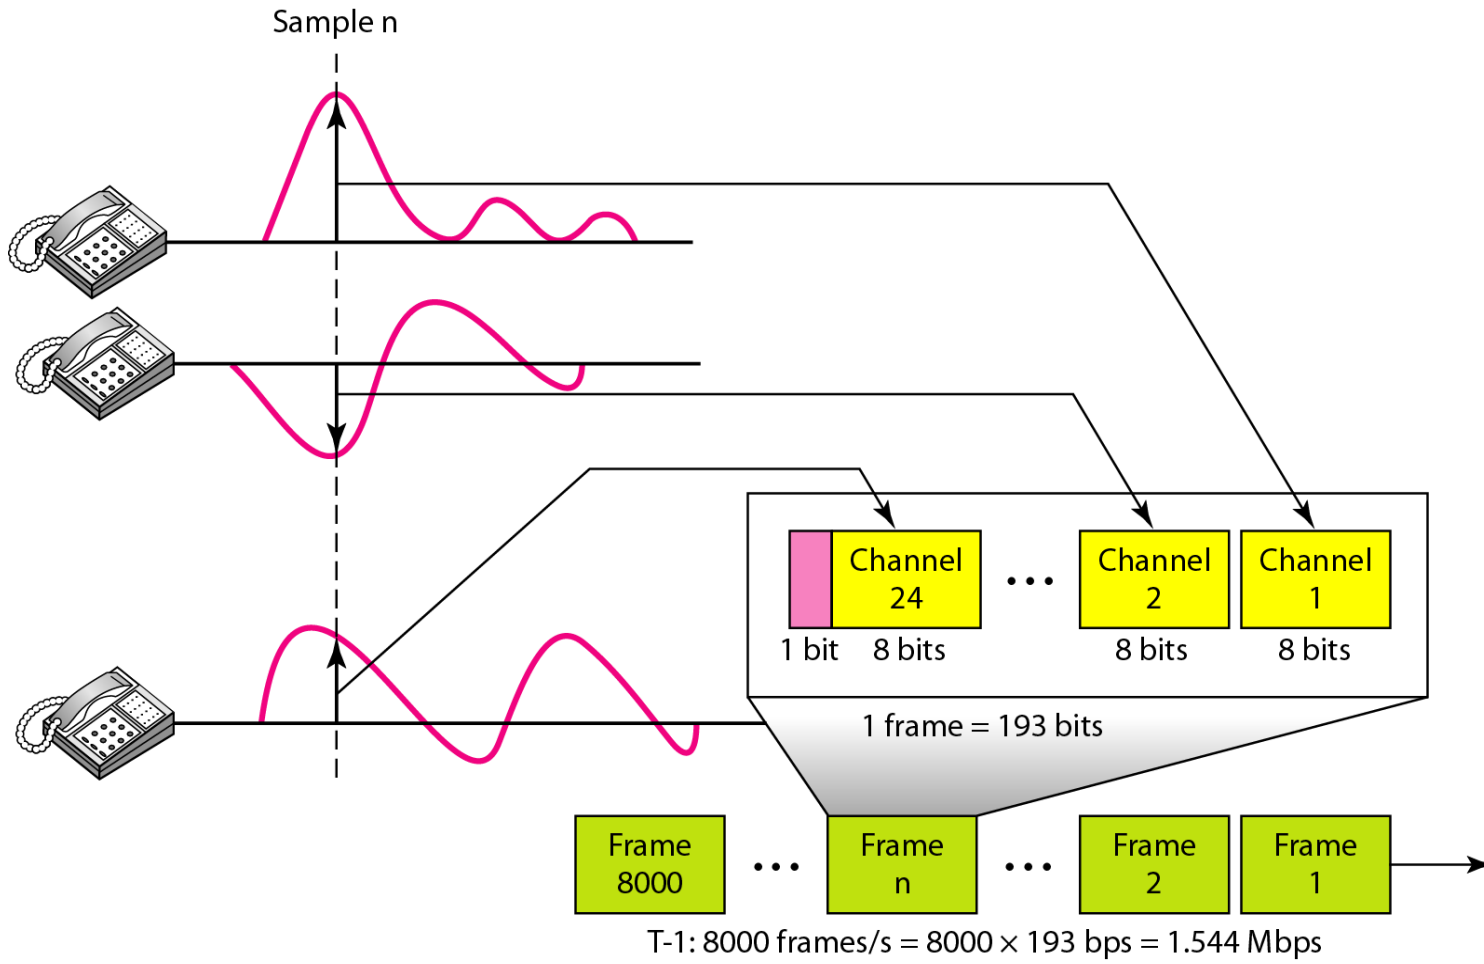 Sample n
Channel
24
...
Channel
2
Channel
1
1 bit
8 bits
8 bits
8 bits
1 frame = 193 bits
Frame
8000
...
Frame
n
...
Frame
2
Frame
1
T-1: 8000 frames/s = 8000 × 193 bps = 1.544 Mbps